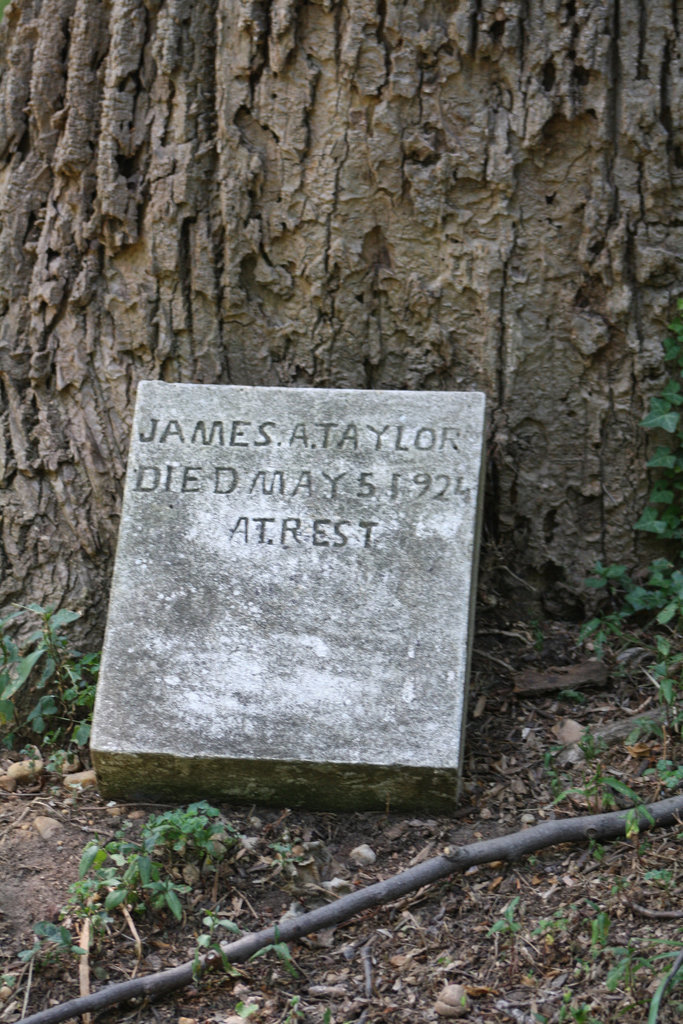 JAMES. A. TAYLOR
DIED MAY 5. 1924
AT. REST